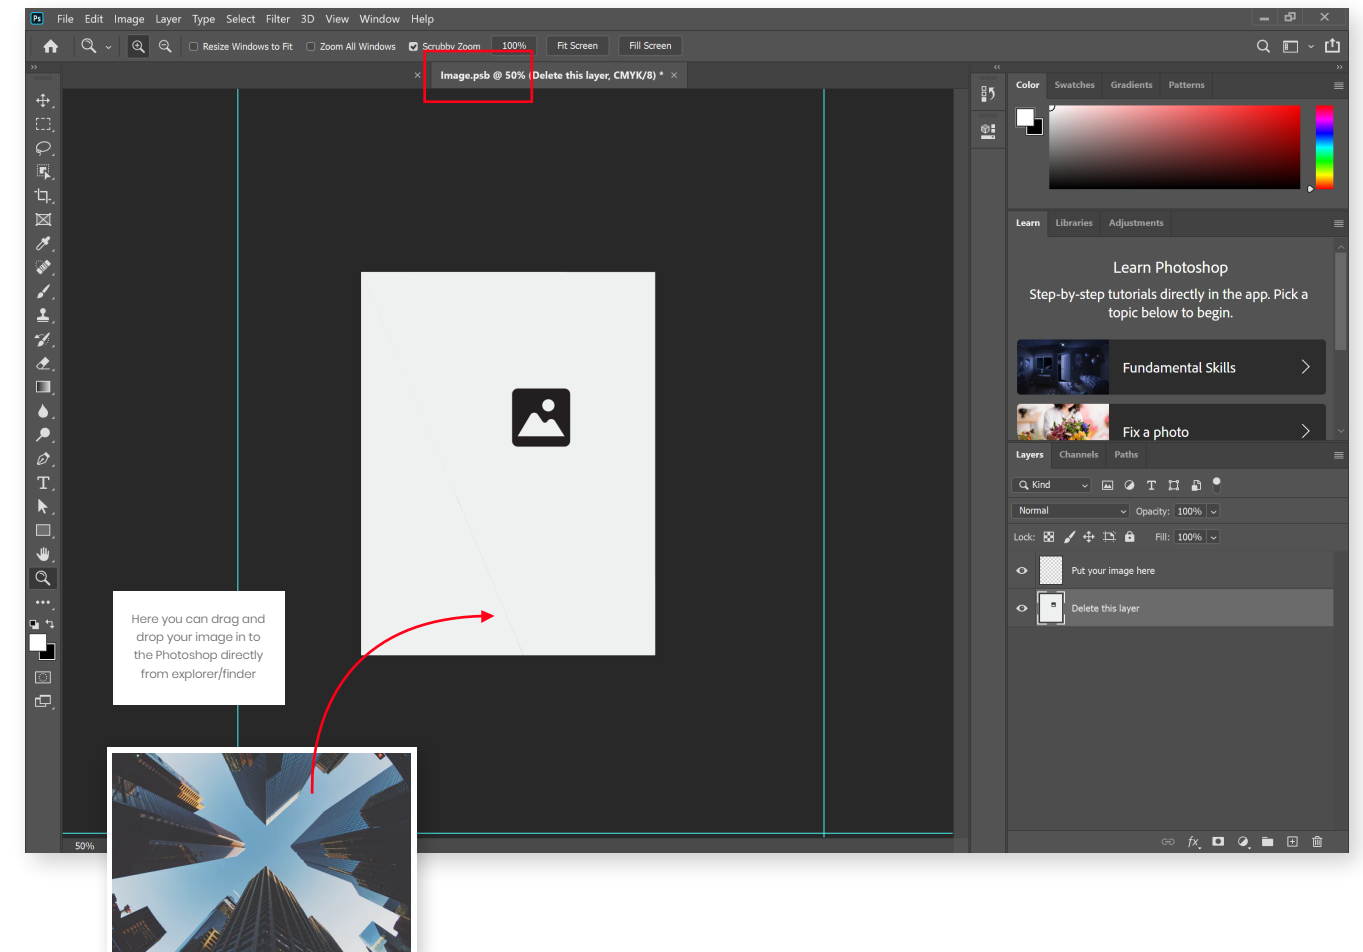 Ps File Edit Image Layer Type Select Filter 3D View Window Help
Resize Windows to Fit Zoom All Windows Scrubby Zoom 100% Fit Screen Fill Screen
Image.psb @ 50% (Delete this layer, CMYK/8) *
Color Swatches Gradients Patterns
Learn Libraries Adjustments
Learn Photoshop
Step-by-step tutorials directly in the app. Pick a
topic below to begin.
Fundamental Skills
Fix a photo
Layers Channels Paths
Kind
Normal Opacity: 100%
Lock: Fill: 100%
Put your image here
Delete this layer
Here you can drag and
drop your image in to
the Photoshop directly
from explorer/finder
50%
fx